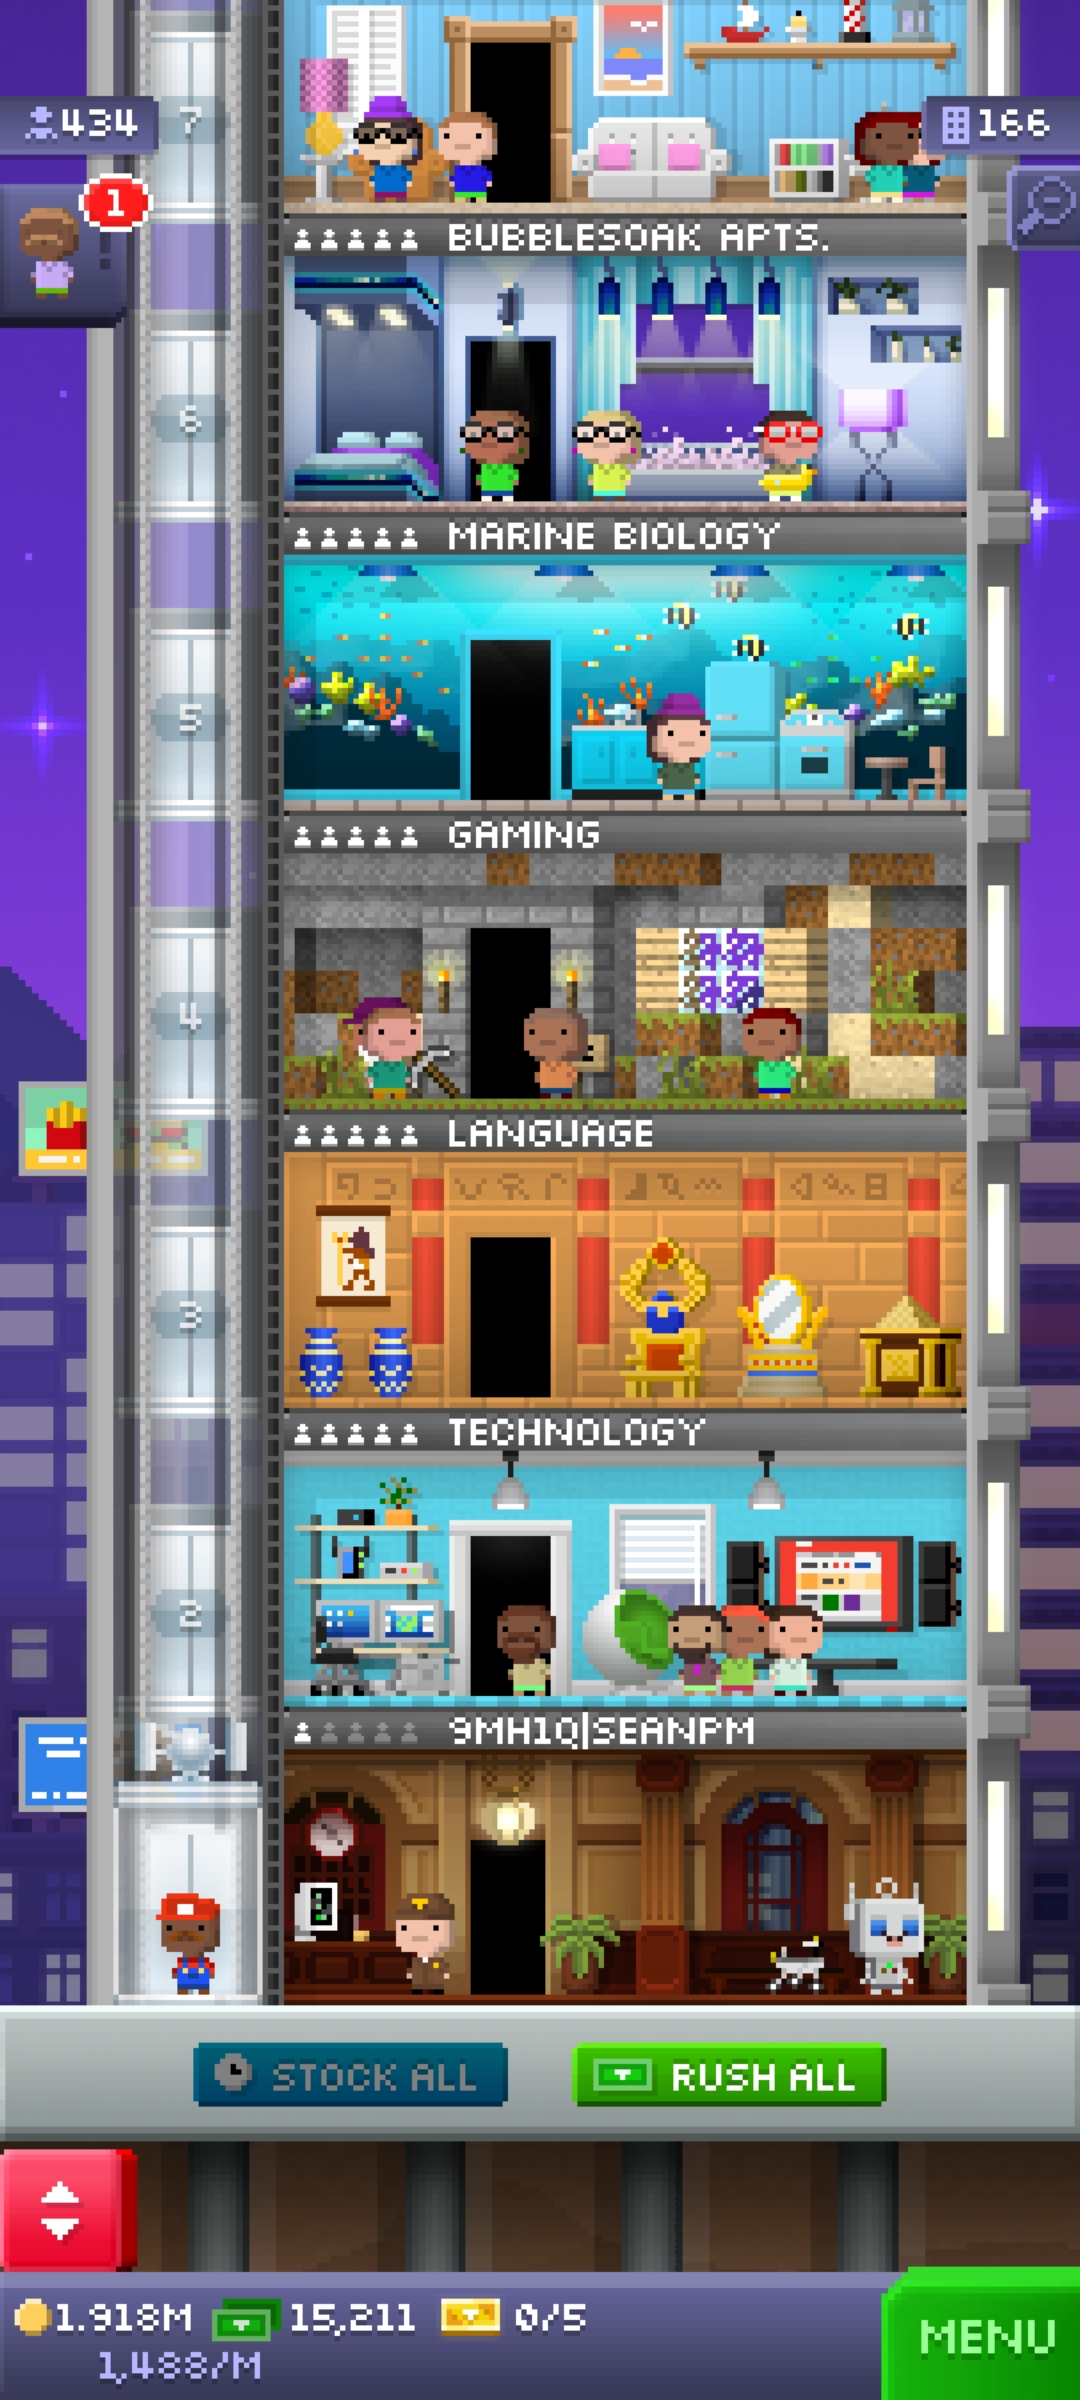 7
434
166
1
BUBBLESOAK APTS.
6
MARINE BIOLOGY
5
GAMING
4
LANGUAGE
3
TECHNOLOGY
2
9MH1Q|SEANPM
STOCK ALL
RUSH ALL
1.918M
15,211
0/5
1,488/M
MENU